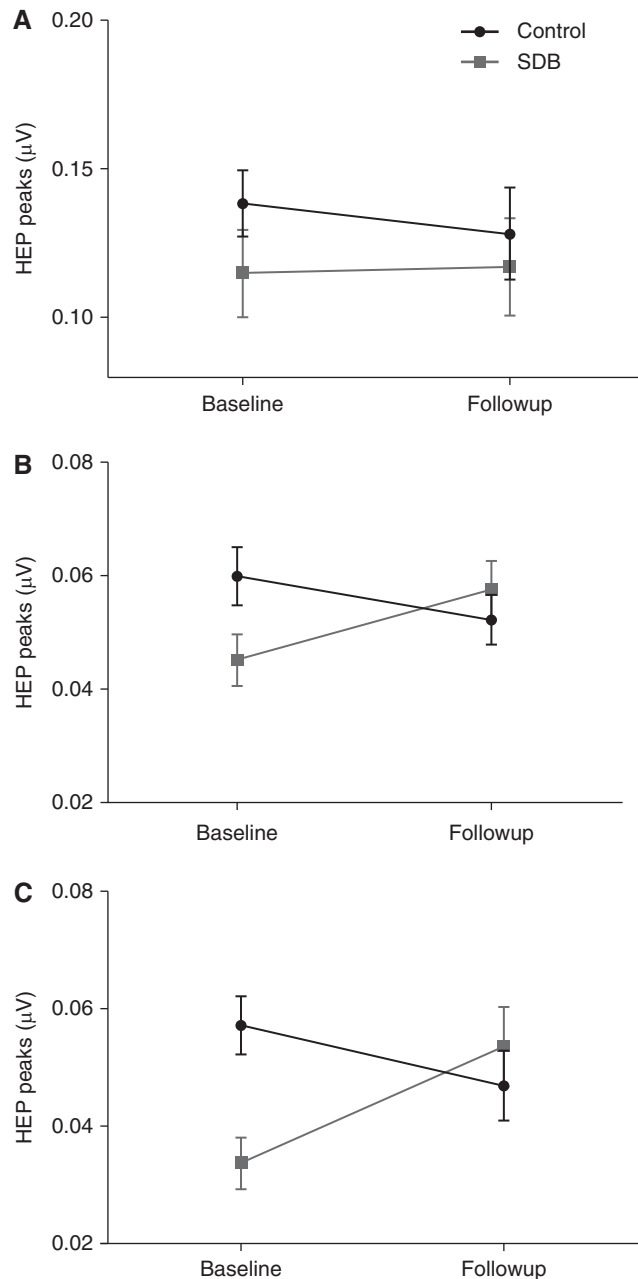 A
0.20
Control
SDB
0.15
HEP peaks (μV)
0.10
Baseline Followup
B
0.08
0.06
HEP peaks (μV)
0.04
0.02
Baseline Followup
C
0.08
0.06
HEP peaks (μV)
0.04
0.02
Baseline Followup